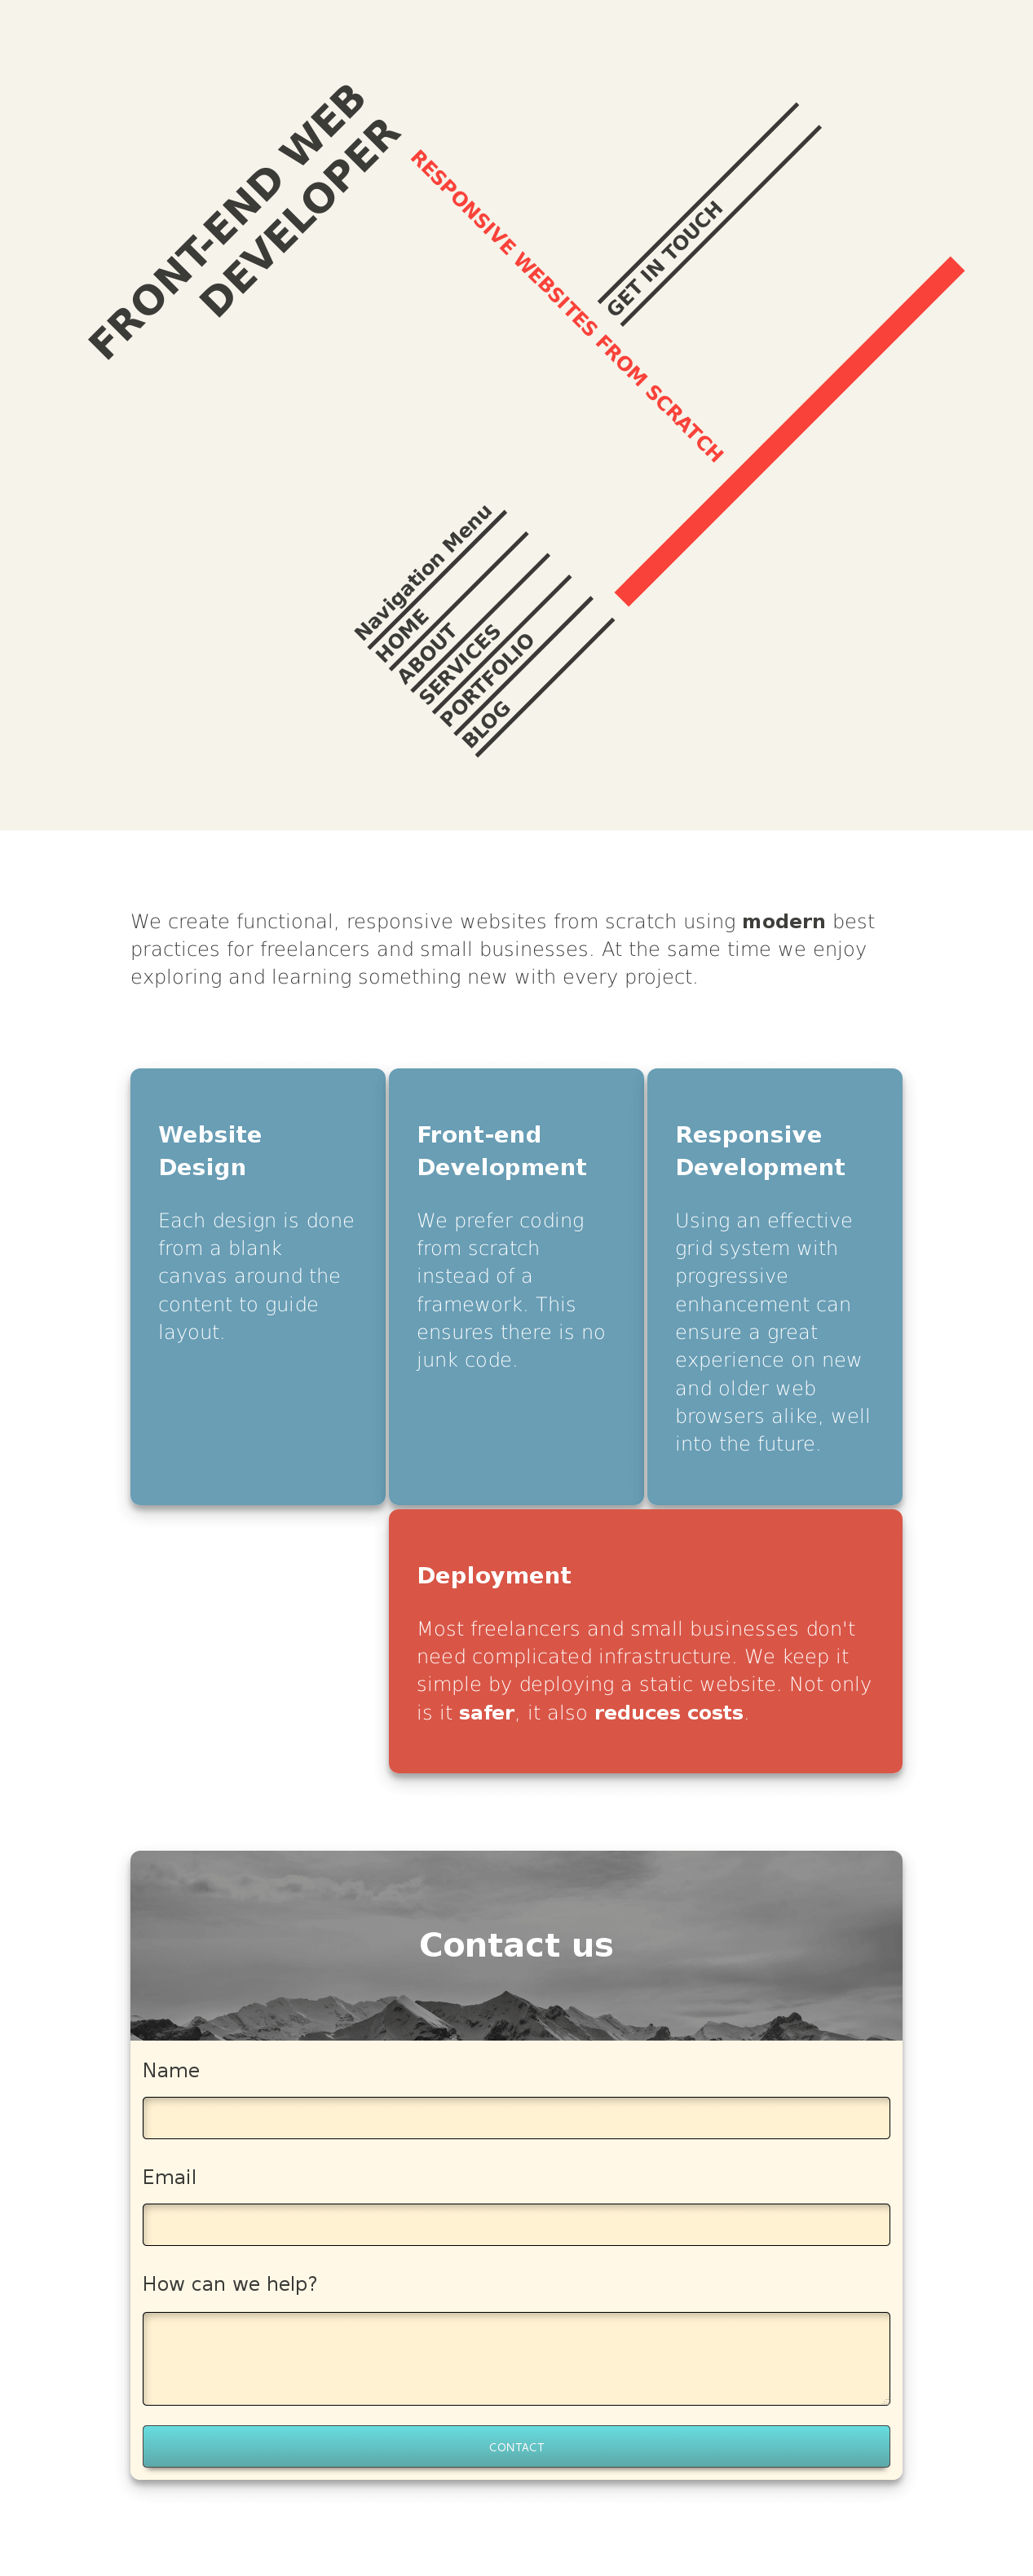 FRONT-END WEB
DEVELOPER
RESPONSIVE WEBSITES FROM SCRATCH
GET IN TOUCH
Navigation Menu
HOME
ABOUT
SERVICES
PORTFOLIO
BLOG
We create functional, responsive websites from scratch using modern best
practices for freelancers and small businesses. At the same time we enjoy
exploring and learning something new with every project.
Website
Design
Each design is done
from a blank
canvas around the
content to guide
layout.
Front-end
Development
We prefer coding
from scratch
instead of a
framework. This
ensures there is no
junk code.
Responsive
Development
Using an effective
grid system with
progressive
enhancement can
ensure a great
experience on new
and older web
browsers alike, well
into the future.
Deployment
Most freelancers and small businesses don't
need complicated infrastructure. We keep it
simple by deploying a static website. Not only
is it safer, it also reduces costs.
Contact us
Name
Email
How can we help?
CONTACT